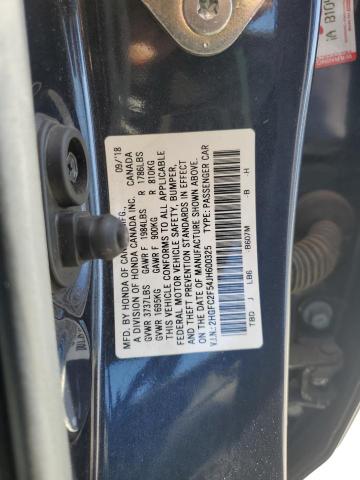 MFD. BY HONDA OF CANADA MFG., 09/18
A DIVISION OF HONDA CANADA INC. CANADA
GVWR 3737LBS GAWR F 1984LBS R 1786LBS
GVWR 1695KG GAWR F 900KG R 810KG
THIS VEHICLE CONFORMS TO ALL APPLICABLE
FEDERAL MOTOR VEHICLE SAFETY, BUMPER,
AND THEFT PREVENTION STANDARDS IN EFFECT
ON THE DATE OF MANUFACTURE SHOWN ABOVE.
V.I.N.:2HGFC2F54JH600325 TYPE: PASSENGER CAR
B607M -B -H
TBD J LB6